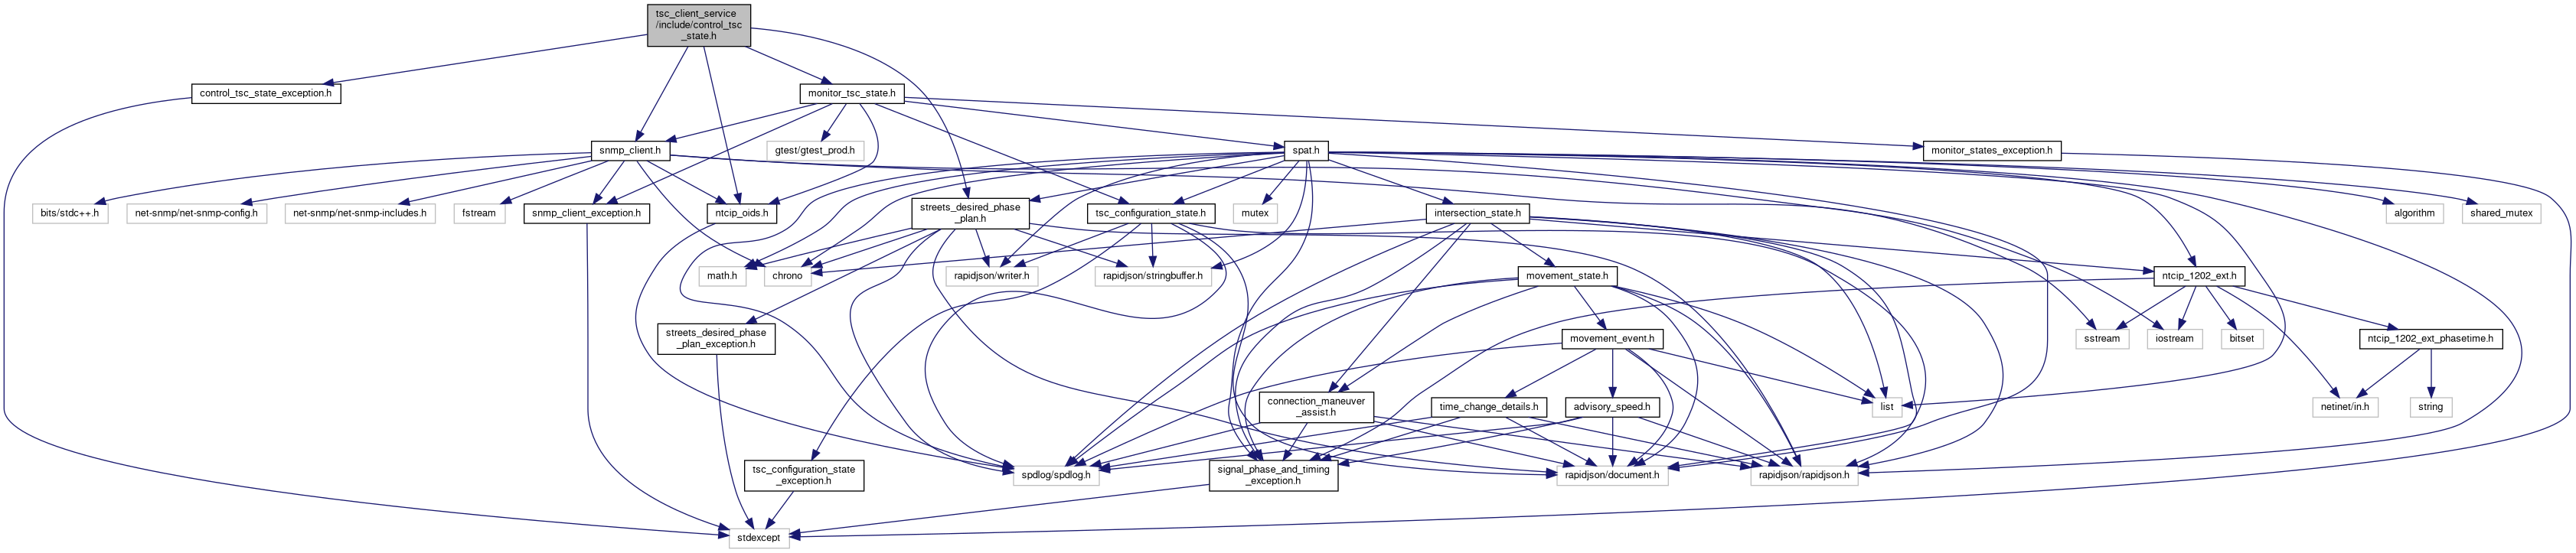 tsc_client_service
/include/control_tsc
_state.h
control_tsc_state_exception.h
monitor_tsc_state.h
snmp_client.h
gtest/gtest_prod.h
spat.h
monitor_states_exception.h
bits/stdc++.h
net-snmp/net-snmp-config.h
net-snmp/net-snmp-includes.h
fstream
snmp_client_exception.h
ntcip_oids.h
streets_desired_phase
_plan.h
tsc_configuration_state.h
mutex
intersection_state.h
algorithm
shared_mutex
math.h
chrono
rapidjson/writer.h
rapidjson/stringbuffer.h
movement_state.h
ntcip_1202_ext.h
streets_desired_phase
_plan_exception.h
movement_event.h
sstream
iostream
bitset
ntcip_1202_ext_phasetime.h
connection_maneuver
_assist.h
time_change_details.h
advisory_speed.h
list
netinet/in.h
string
tsc_configuration_state
_exception.h
spdlog/spdlog.h
signal_phase_and_timing
_exception.h
rapidjson/document.h
rapidjson/rapidjson.h
stdexcept